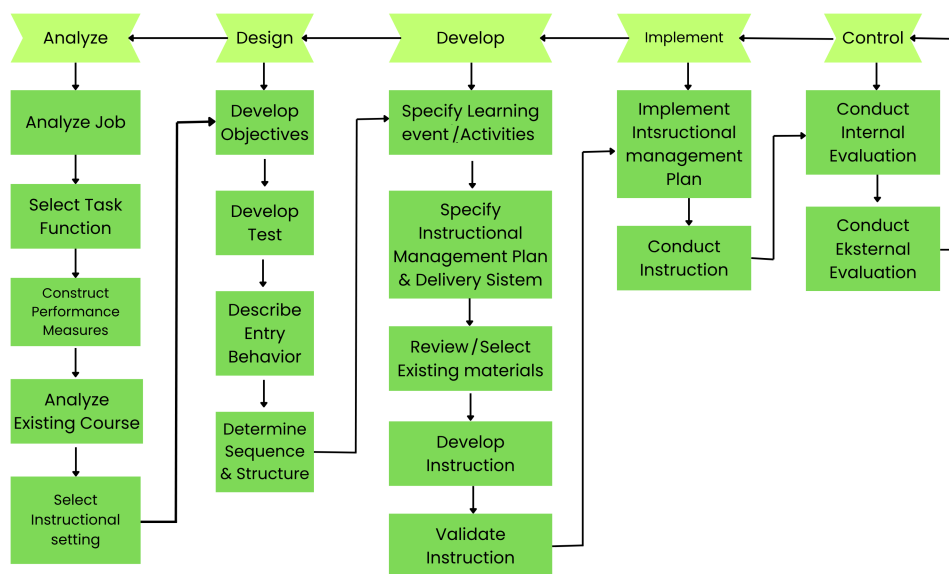 Analyze
Design
Develop
Implement
Control
Analyze Job
Select Task
Function
Construct
Performance
Measures
Analyze
Existing Course
Select
Instructional
setting
Develop
Objectives
Develop
Test
Describe
Entry
Behavior
Determine
Sequence
& Structure
Specify Learning
event /Activities
Specify
Instructional
Management Plan
& Delivery Sistem
Review/Select
Existing materials
Develop
Instruction
Validate
Instruction
Implement
Intsructional
management
Plan
Conduct
Instruction
Conduct
Internal
Evaluation
Conduct
Eksternal
Evaluation